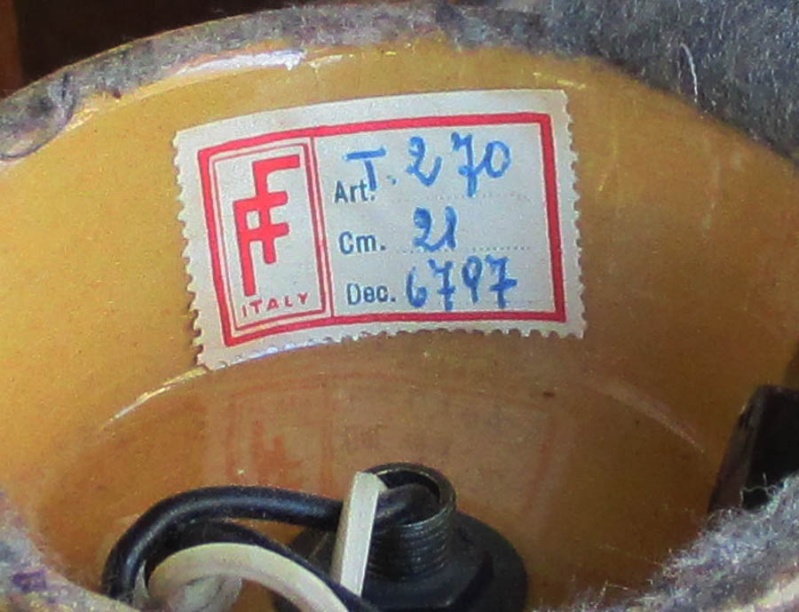 FF
ITALY
Art. T. 270
Cm. 21
Dec. 6797